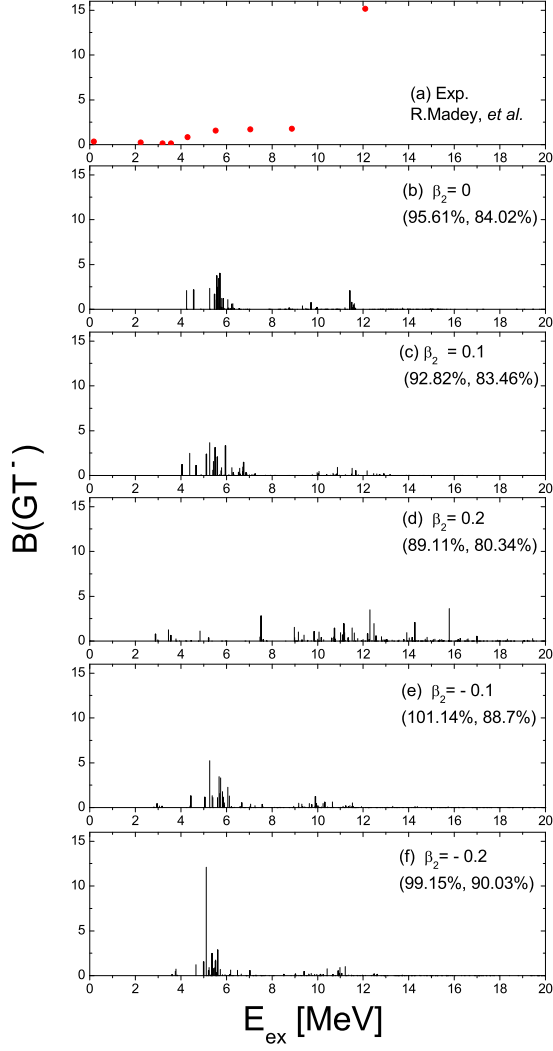 15
10
5
0
0 2 4 6 8 10 12 14 16 18 20
(a) Exp.
R.Madey, et al.
15
10
5
0
0 2 4 6 8 10 12 14 16 18 20
(b) β2= 0
(95.61%, 84.02%)
15
10
5
0
0 2 4 6 8 10 12 14 16 18 20
(c) β2 = 0.1
(92.82%, 83.46%)
15
10
5
0
0 2 4 6 8 10 12 14 16 18 20
(d) β2= 0.2
(89.11%, 80.34%)
15
10
5
0
0 2 4 6 8 10 12 14 16 18 20
(e) β2= - 0.1
(101.14%, 88.7%)
15
10
5
0
0 2 4 6 8 10 12 14 16 18 20
(f) β2= - 0.2
(99.15%, 90.03%)
B(GT-)
Eex [MeV]